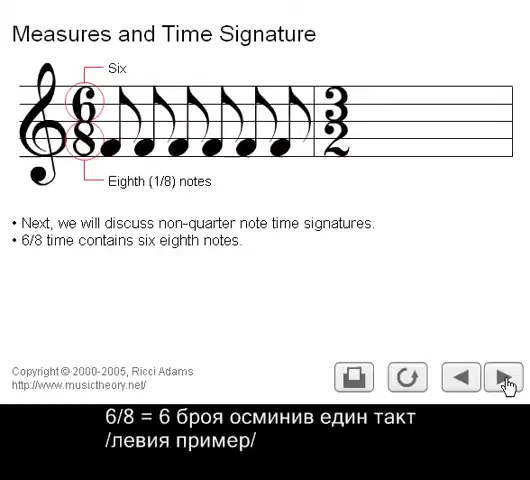 Measures and Time Signature
Six
6 3
8 2
Eighth (1/8) notes
• Next, we will discuss non-quarter note time signatures.
• 6/8 time contains six eighth notes.
Copyright © 2000-2005, Ricci Adams
http://www.musictheory.net/
6/8 = 6 броя осминив един такт
/левия пример/